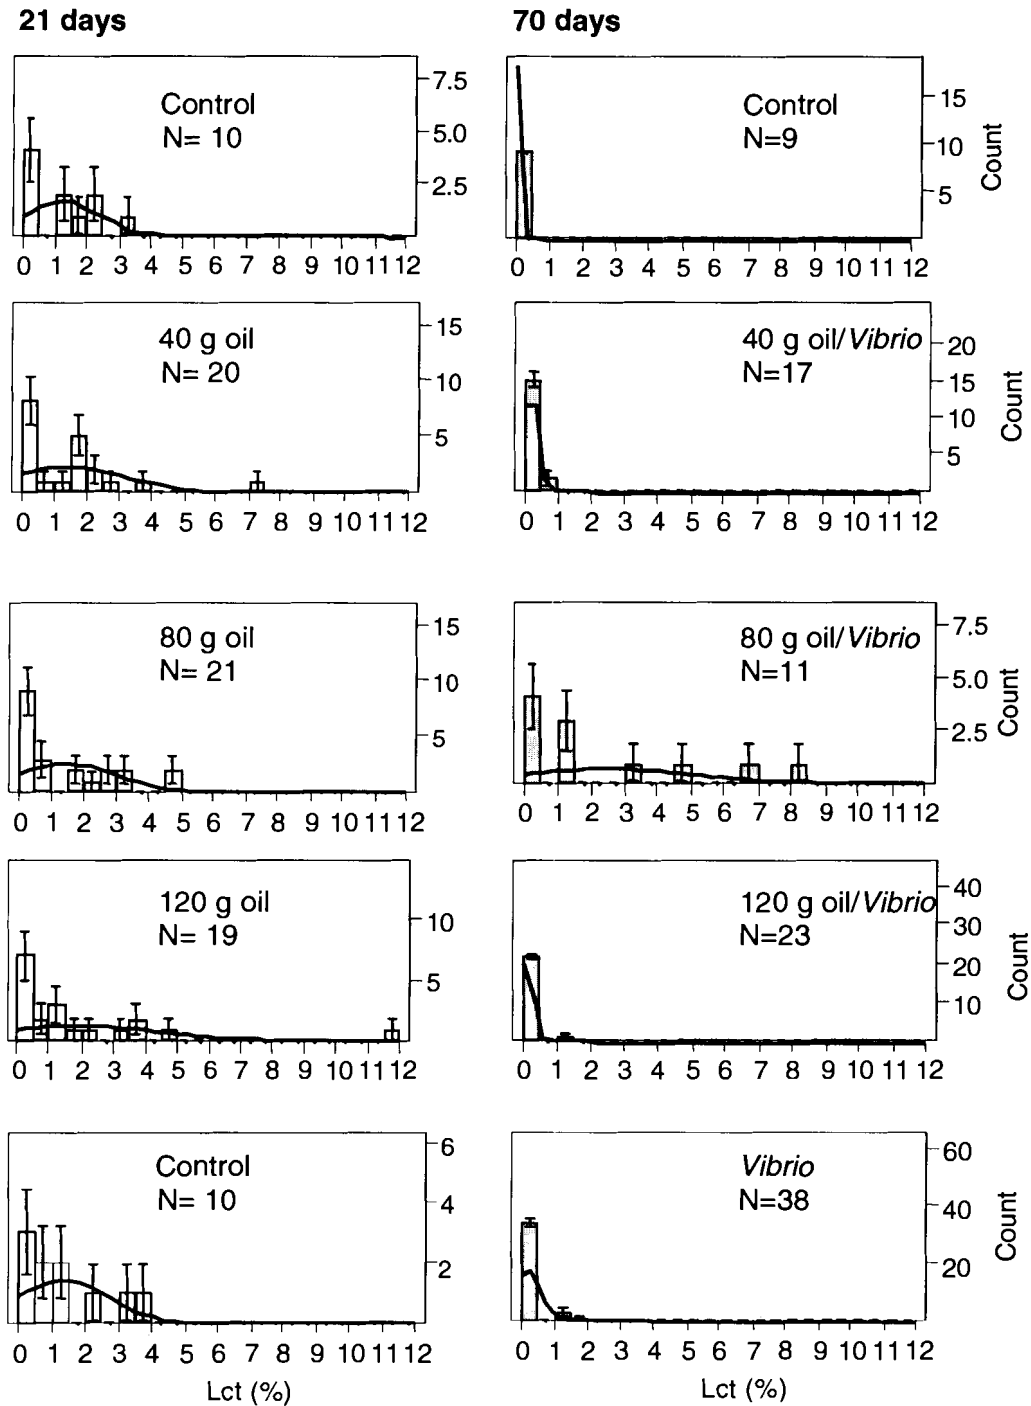 21 days
70 days
Control
N= 10
7.5
5.0
2.5
0 1 2 3 4 5 6 7 8 9 10 11 12
Control
N=9
15
10
5
Count
0 1 2 3 4 5 6 7 8 9 10 11 12
40 g oil
N= 20
15
10
5
0 1 2 3 4 5 6 7 8 9 10 11 12
40 g oil/Vibrio
N=17
20
15
10
5
Count
0 1 2 3 4 5 6 7 8 9 10 11 12
80 g oil
N= 21
15
10
5
0 1 2 3 4 5 6 7 8 9 10 11 12
80 g oil/Vibrio
N=11
7.5
5.0
2.5
Count
0 1 2 3 4 5 6 7 8 9 10 11 12
120 g oil
N= 19
10
5
0 1 2 3 4 5 6 7 8 9 10 11 12
120 g oil/Vibrio
N=23
40
30
20
10
Count
0 1 2 3 4 5 6 7 8 9 10 11 12
Control
N= 10
6
4
2
0 1 2 3 4 5 6 7 8 9 10 11 12
Lct (%)
Vibrio
N=38
60
40
20
Count
0 1 2 3 4 5 6 7 8 9 10 11 12
Lct (%)